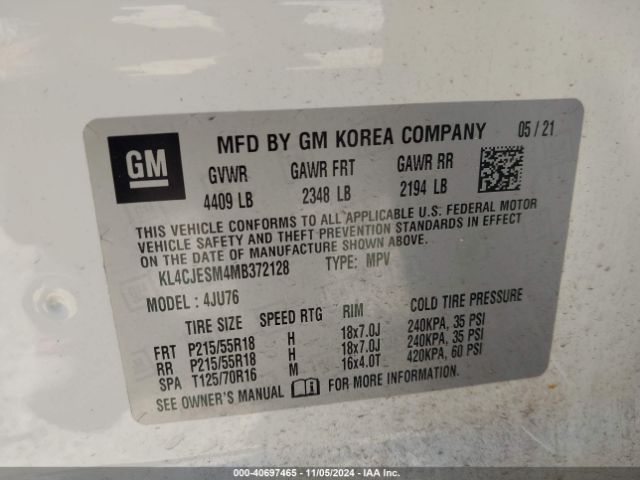 GM
MFD BY GM KOREA COMPANY 05 / 21
GVWR GAWR FRT GAWR RR
4409 LB 2348 LB 2194 LB
THIS VEHICLE CONFORMS TO ALL APPLICABLE U.S. FEDERAL MOTOR
VEHICLE SAFETY AND THEFT PREVENTION STANDARDS IN EFFECT
ON THE DATE OF MANUFACTURE SHOWN ABOVE.
KL4CJESM4MB372128 TYPE: MPV
MODEL : 4JU76
TIRE SIZE SPEED RTG RIM COLD TIRE PRESSURE
FRT P215/55R18 H 18x7.0J 240KPA, 35 PSI
RR P215/55R18 H 18x7.0J 240KPA, 35 PSI
SPA T125/70R16 M 16x4.0T 420KPA, 60 PSI
SEE OWNER'S MANUAL FOR MORE INFORMATION.
000-40697465 - 11/05/2024 - IAA Inc.